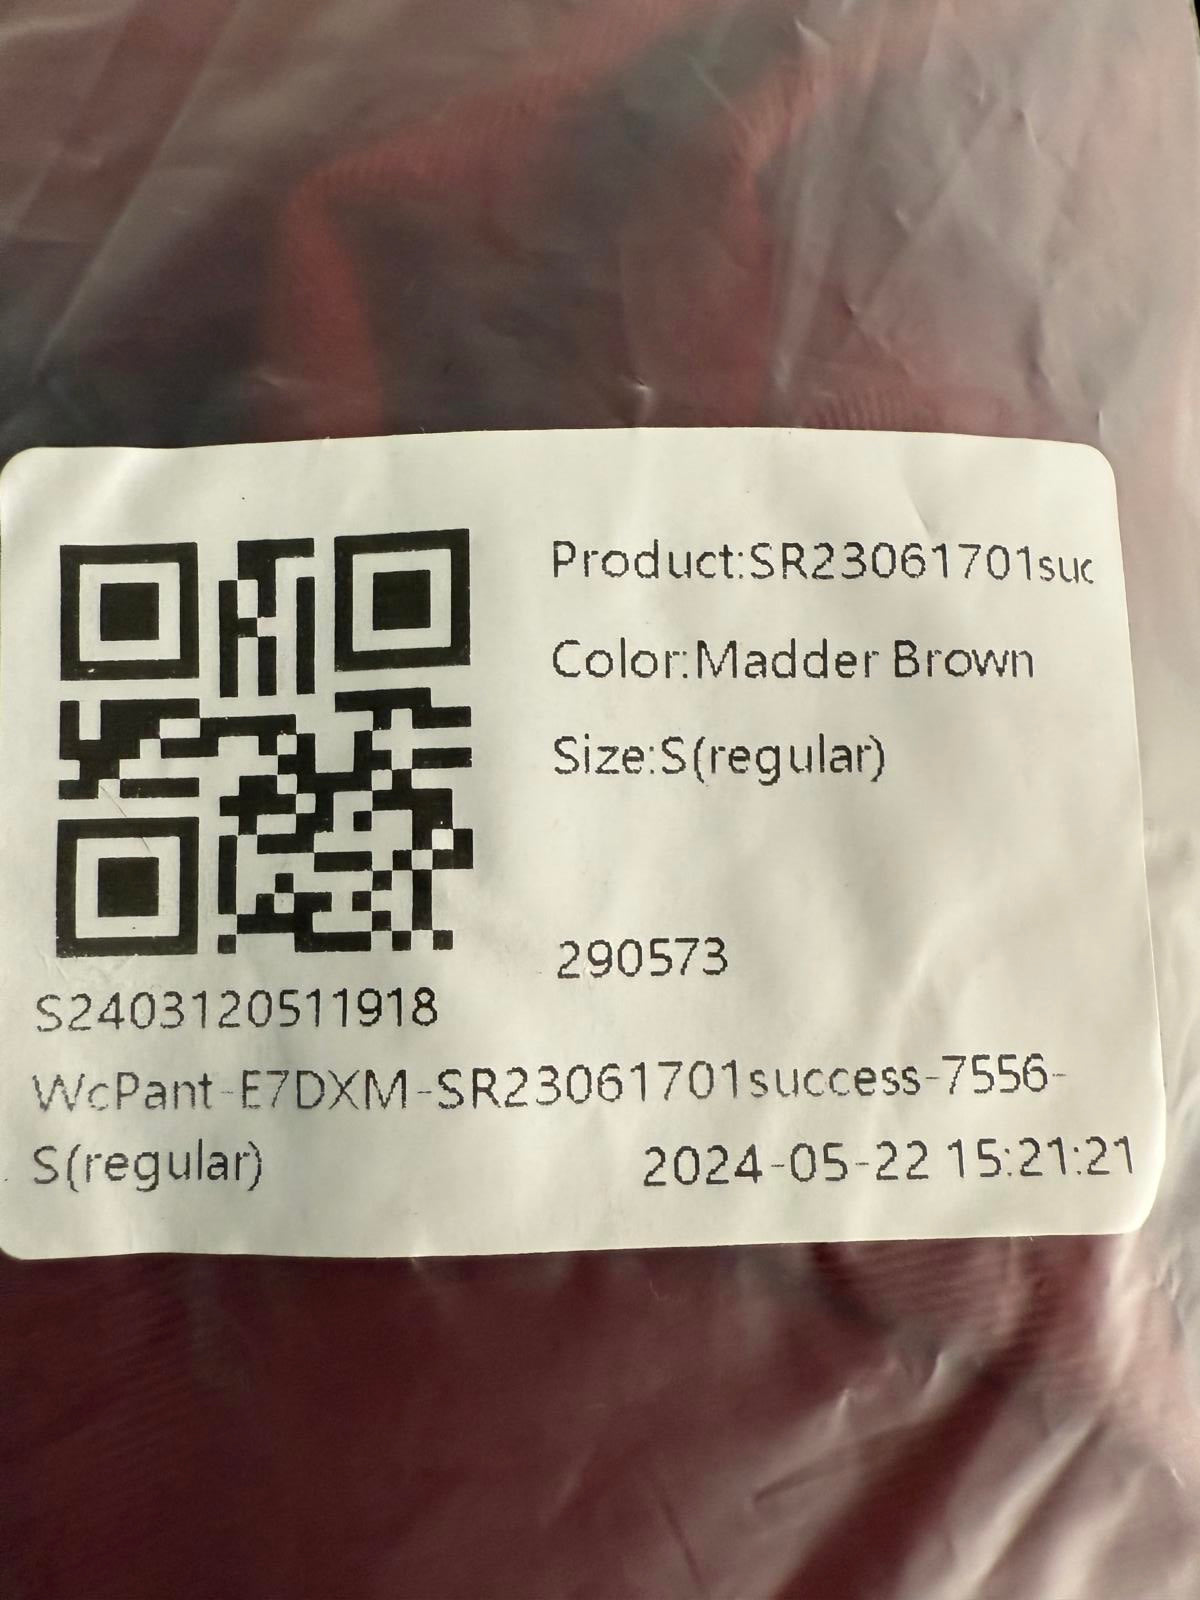 Product:SR23061701suc
Color:Madder Brown
Size:S(regular)
290573
S2403120511918
WcPant-E7DXM-SR23061701success-7556-
S(regular)
2024-05-22 15:21:21